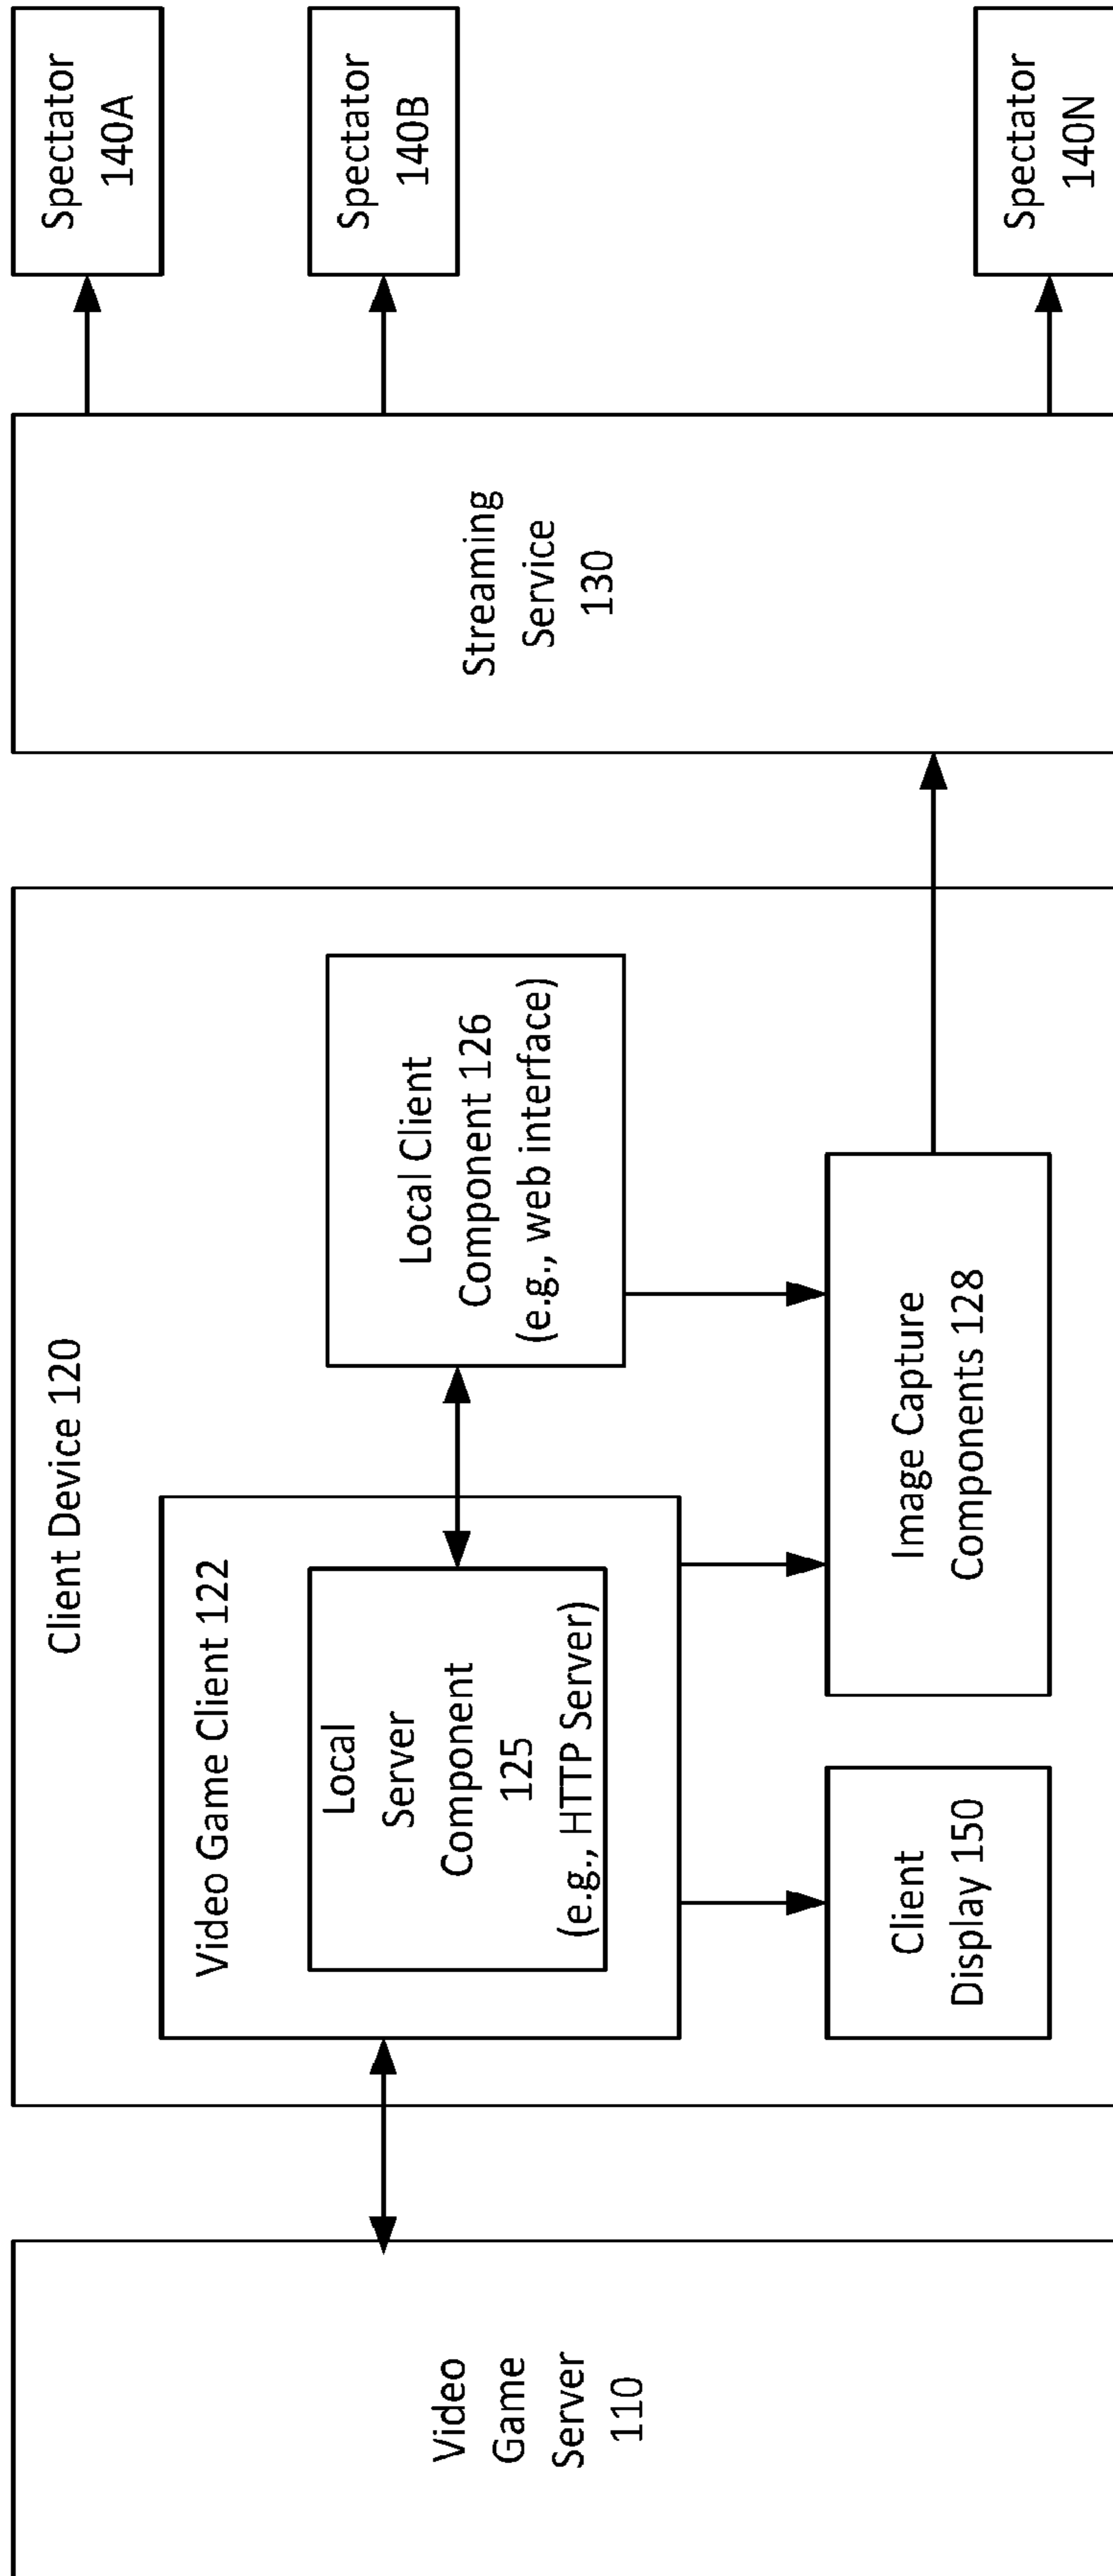 Video
Game
Server
110
Client Device 120
Video Game Client 122
Local
Server
Component
125
(e.g., HTTP Server)
Local Client
Component 126
(e.g., web interface)
Client
Display 150
Image Capture
Components 128
Streaming
Service
130
Spectator
140A
Spectator
140B
Spectator
140N